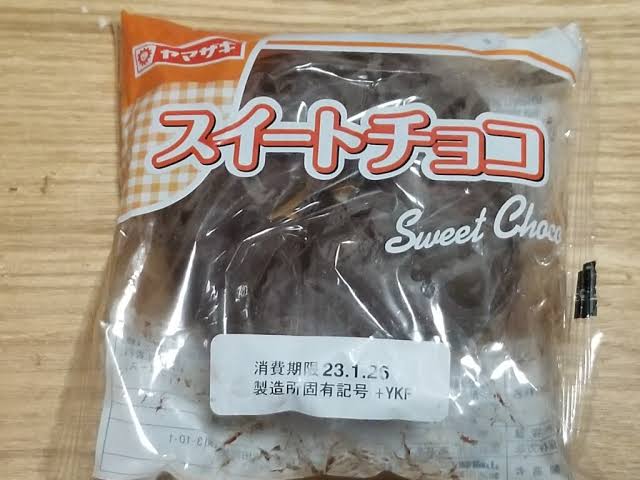 ヤマザキ
スイートチョコ
Sweet Choco
消費期限 23.1.26
製造所固有記号 +YKF